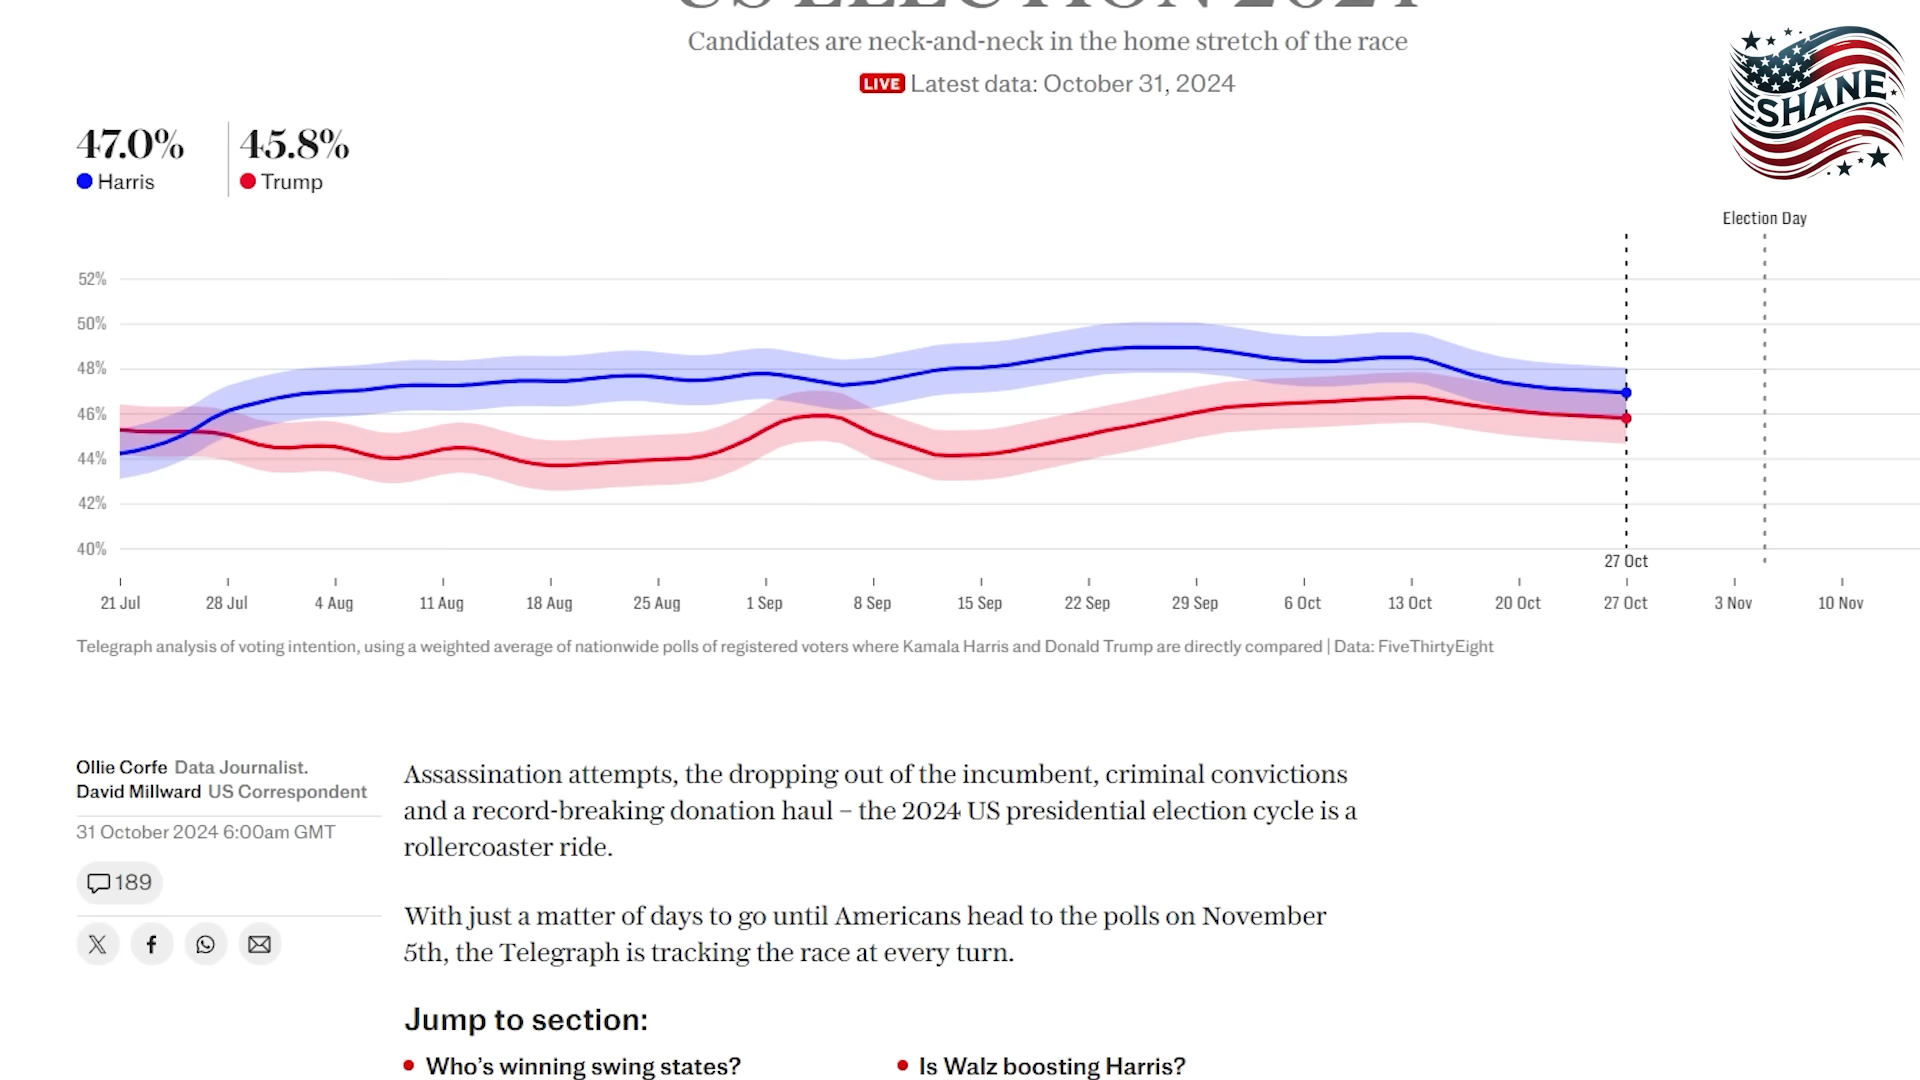 US ELECTION 2024
Candidates are neck-and-neck in the home stretch of the race
LIVE Latest data: October 31, 2024
SHANE
47.0%
Harris
45.8%
Trump
Election Day
52%
50%
48%
46%
44%
42%
40%
27 Oct
21 Jul 28 Jul 4 Aug 11 Aug 18 Aug 25 Aug 1 Sep 8 Sep 15 Sep 22 Sep 29 Sep 6 Oct 13 Oct 20 Oct 27 Oct 3 Nov 10 Nov
Telegraph analysis of voting intention, using a weighted average of nationwide polls of registered voters where Kamala Harris and Donald Trump are directly compared | Data: FiveThirtyEight
Ollie Corfe Data Journalist.
David Millward US Correspondent
31 October 2024 6:00am GMT
189
Assassination attempts, the dropping out of the incumbent, criminal convictions
and a record-breaking donation haul – the 2024 US presidential election cycle is a
rollercoaster ride.
With just a matter of days to go until Americans head to the polls on November
5th, the Telegraph is tracking the race at every turn.
Jump to section:
Who’s winning swing states?
Is Walz boosting Harris?